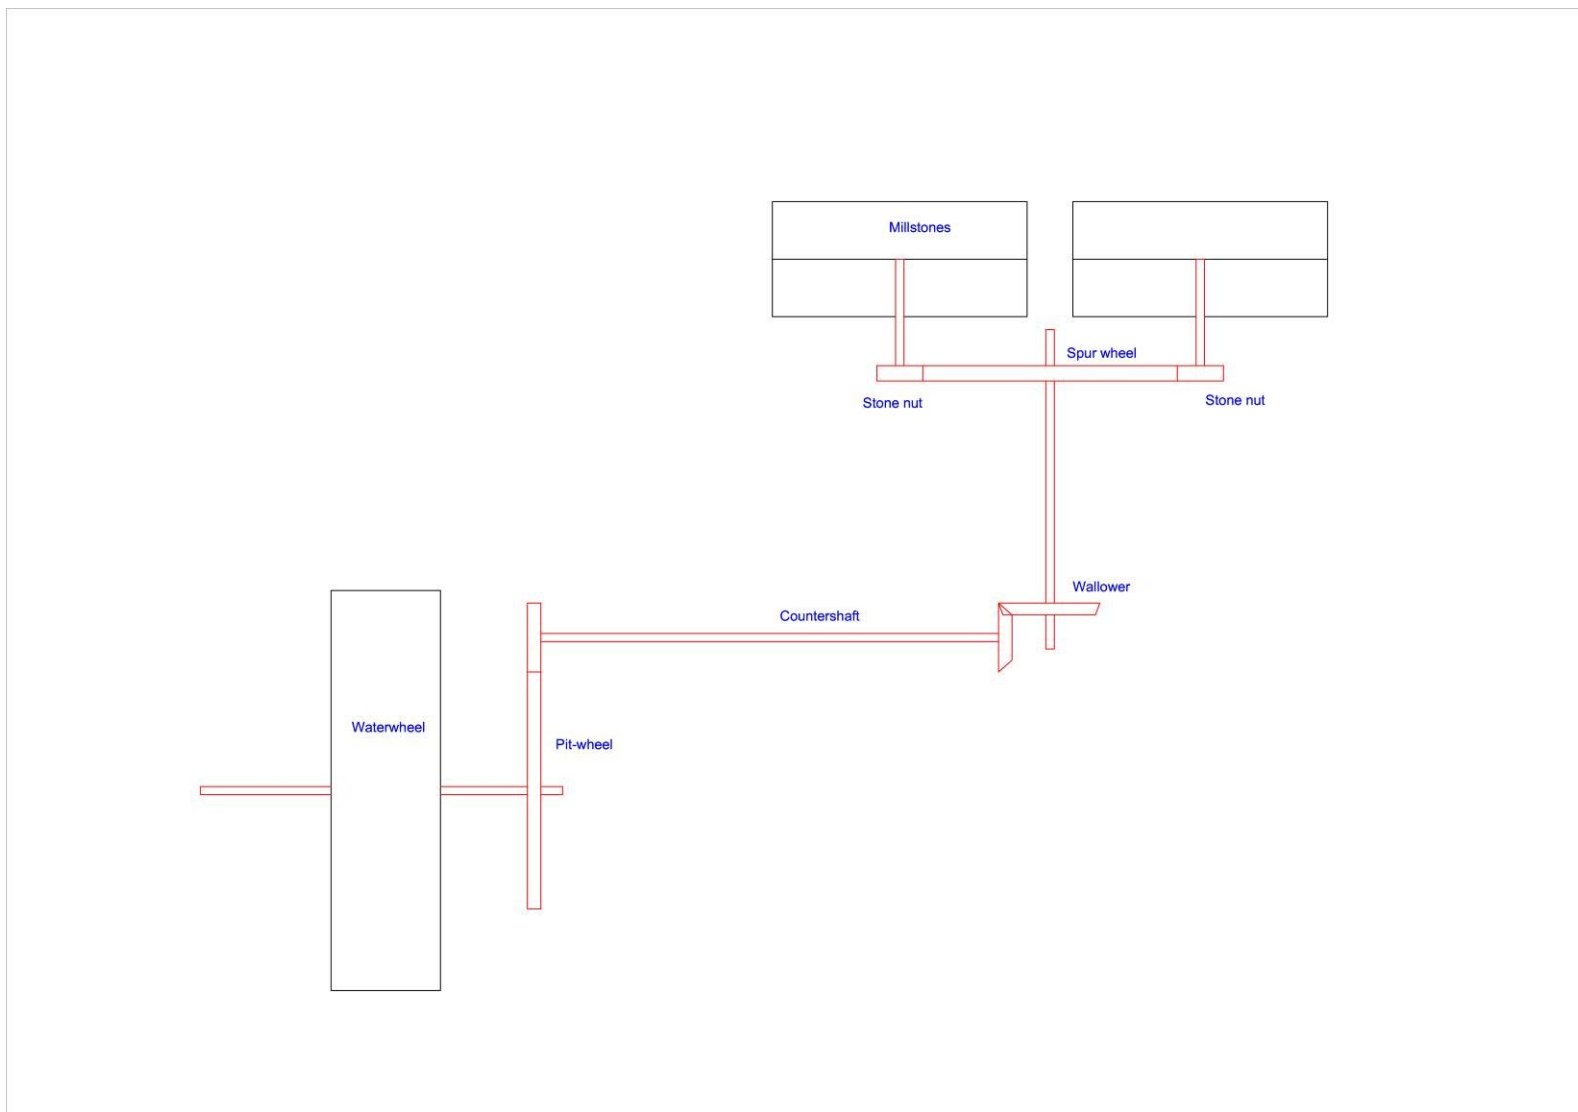 Millstones
Spur wheel
Stone nut
Stone nut
Wallower
Countershaft
Waterwheel
Pit-wheel